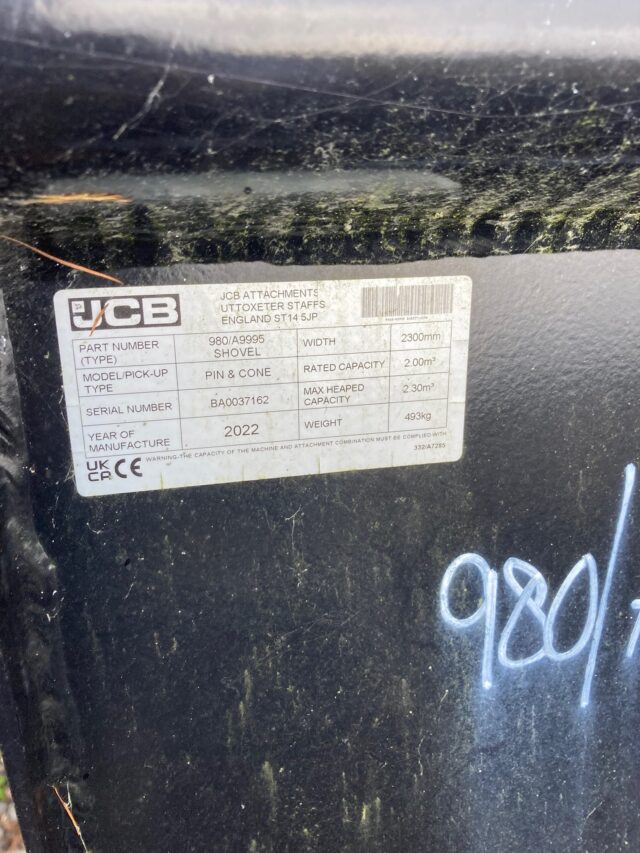 JCB
JCB ATTACHMENTS
UTTOXETER STAFFS
ENGLAND ST14 5JP
PART NUMBER (TYPE) 980/A9995 SHOVEL WIDTH 2300mm
MODEL/PICK-UP TYPE PIN & CONE RATED CAPACITY 2.00m³
SERIAL NUMBER BA0037162 MAX HEAPED CAPACITY 2.30m³
YEAR OF MANUFACTURE 2022 WEIGHT 493kg
UK CA CE WARNING-THE CAPACITY OF THE MACHINE AND ATTACHMENT COMBINATION MUST BE COMPLIED WITH
332/A7285
980/